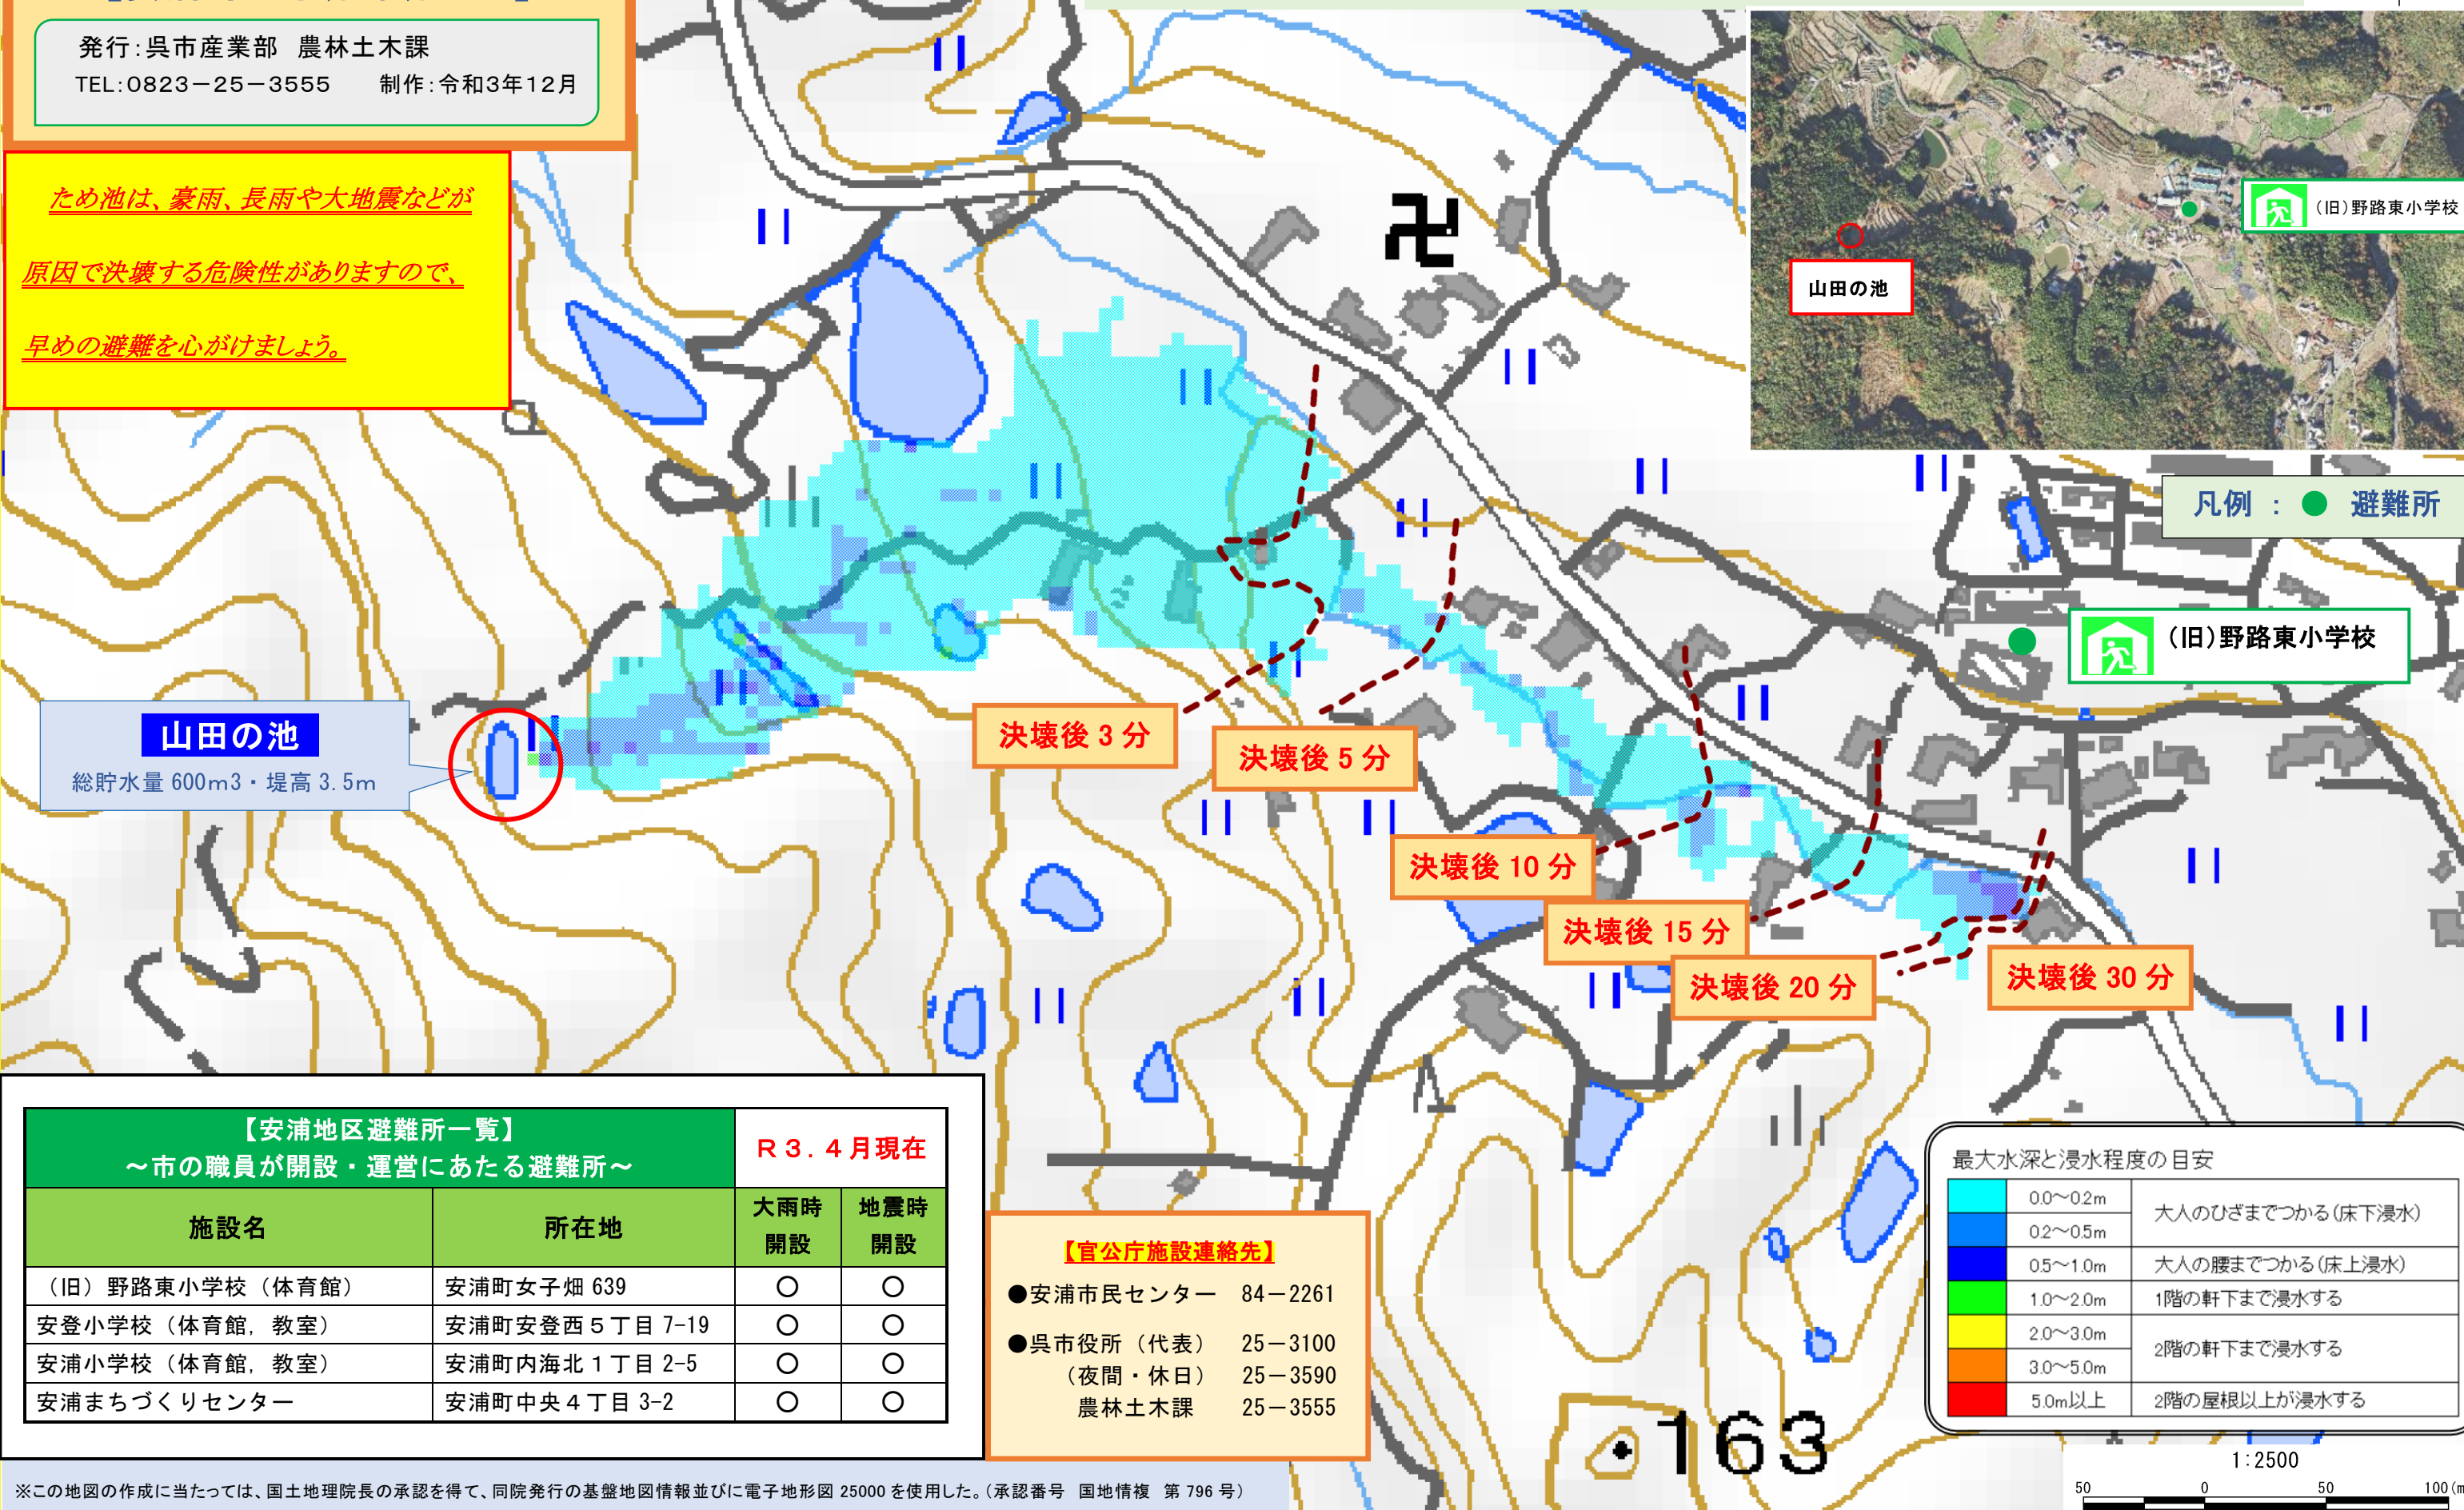 発行：呉市産業部 農林土木課
TEL：0823－25－3555 制作：令和3年12月
ため池は、豪雨、長雨や大地震などが
原因で決壊する危険性がありますので、
早めの避難を心がけましょう。
(旧)野路東小学校
山田の池
凡例 ： ● 避難所
(旧)野路東小学校
山田の池
総貯水量 600m3・堤高 3.5m
決壊後 3 分
決壊後 5 分
決壊後 10 分
決壊後 15 分
決壊後 20 分
決壊後 30 分
163
【安浦地区避難所一覧】
～市の職員が開設・運営にあたる避難所～
Ｒ３．４月現在
施設名 所在地 大雨時開設 地震時開設
（旧）野路東小学校（体育館） 安浦町女子畑 639 〇 〇
安登小学校（体育館，教室） 安浦町安登西５丁目 7-19 〇 〇
安浦小学校（体育館，教室） 安浦町内海北１丁目 2-5 〇 〇
安浦まちづくりセンター 安浦町中央４丁目 3-2 〇 〇
【官公庁施設連絡先】
●安浦市民センター 84－2261
●呉市役所（代表） 25－3100
（夜間・休日） 25－3590
農林土木課 25－3555
最大水深と浸水程度の目安
0.0～0.2m 大人のひざまでつかる(床下浸水)
0.2～0.5m
0.5～1.0m 大人の腰までつかる(床上浸水)
1.0～2.0m 1階の軒下まで浸水する
2.0～3.0m 2階の軒下まで浸水する
3.0～5.0m
5.0m以上 2階の屋根以上が浸水する
1:2500
50 0 50 100
※この地図の作成に当たっては、国土地理院長の承認を得て、同院発行の基盤地図情報並びに電子地形図 25000 を使用した。（承認番号 国地情複 第 796 号）